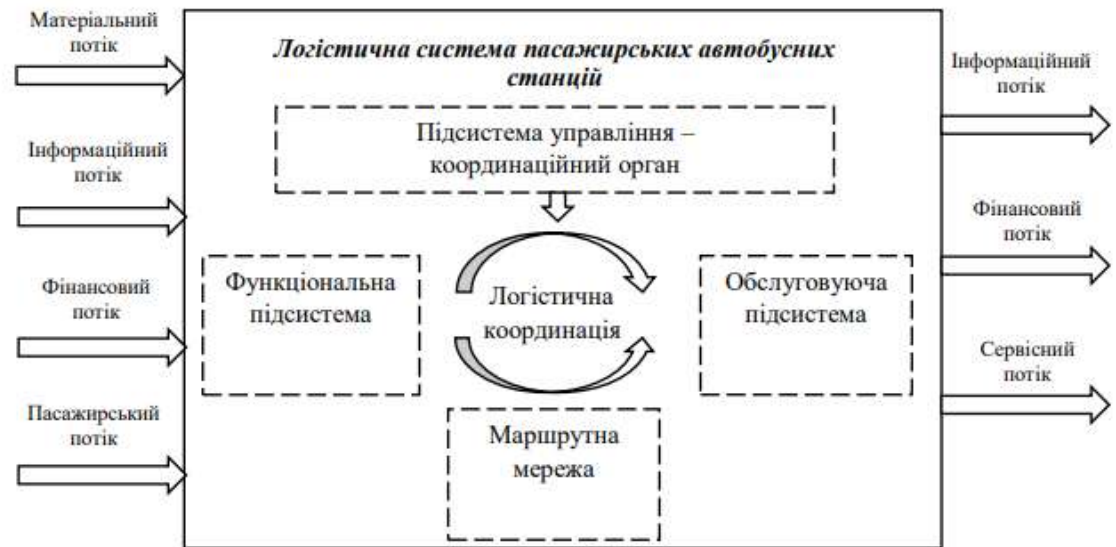 Матеріальний
потік
Інформаційний
потік
Фінансовий
потік
Пасажирський
потік
Логістична система пасажирських автобусних
станцій
Підсистема управління –
координаційний орган
Функціональна
підсистема
Логістична
координація
Обслуговуюча
підсистема
Маршрутна
мережа
Інформаційний
потік
Фінансовий
потік
Сервісний
потік